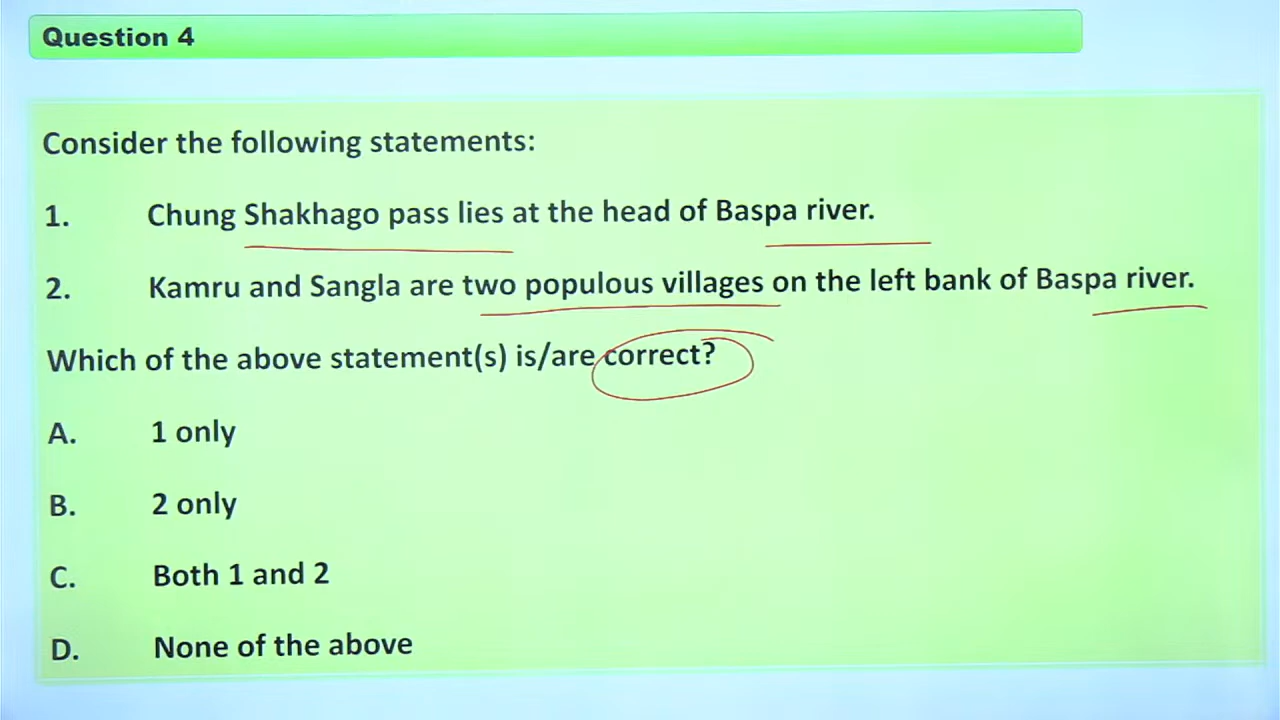 Question 4
Consider the following statements:
1. Chung Shakhago pass lies at the head of Baspa river.
2. Kamru and Sangla are two populous villages on the left bank of Baspa river.
Which of the above statement(s) is/are correct?
A. 1 only
B. 2 only
C. Both 1 and 2
D. None of the above